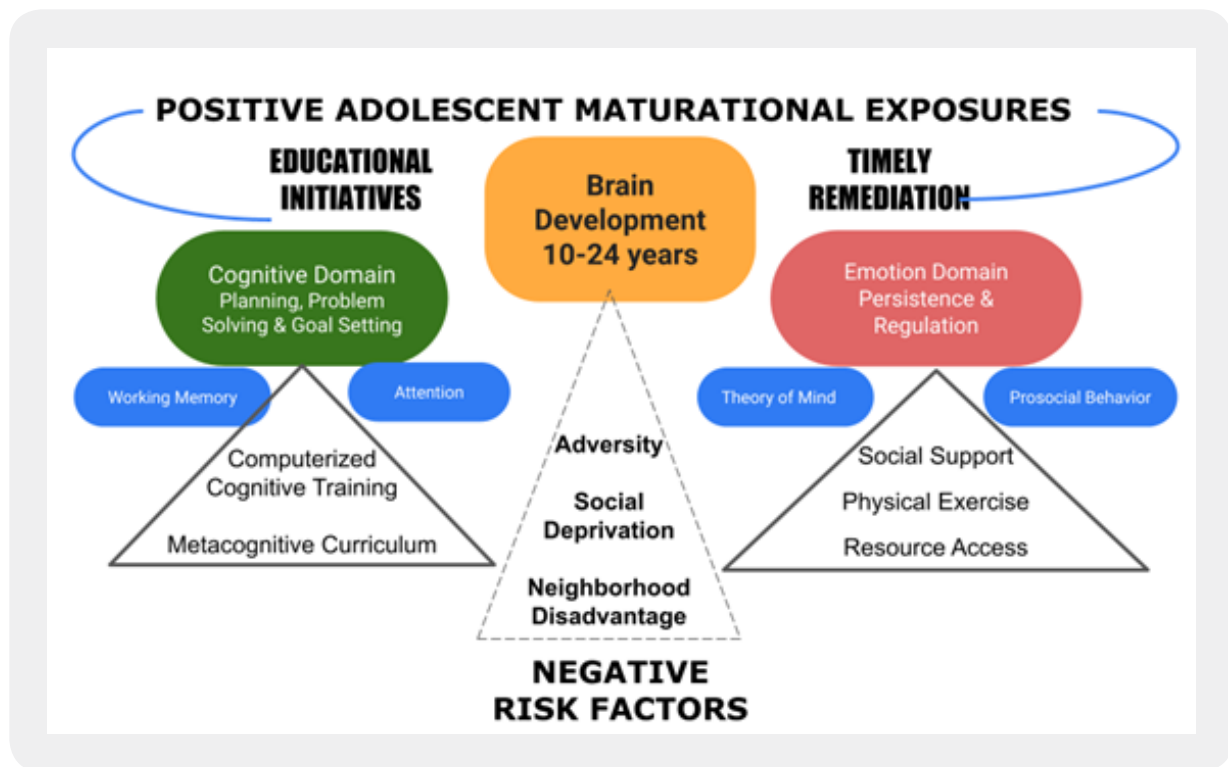 POSITIVE ADOLESCENT MATURATIONAL EXPOSURES
EDUCATIONAL
INITIATIVES
Brain
Development
10-24 years
TIMELY
REMEDIATION
Cognitive Domain
Planning, Problem
Solving & Goal Setting
Emotion Domain
Persistence &
Regulation
Working Memory
Attention
Theory of Mind
Prosocial Behavior
Computerized
Cognitive Training
Metacognitive Curriculum
Adversity
Social
Deprivation
Neighborhood
Disadvantage
Social Support
Physical Exercise
Resource Access
NEGATIVE
RISK FACTORS